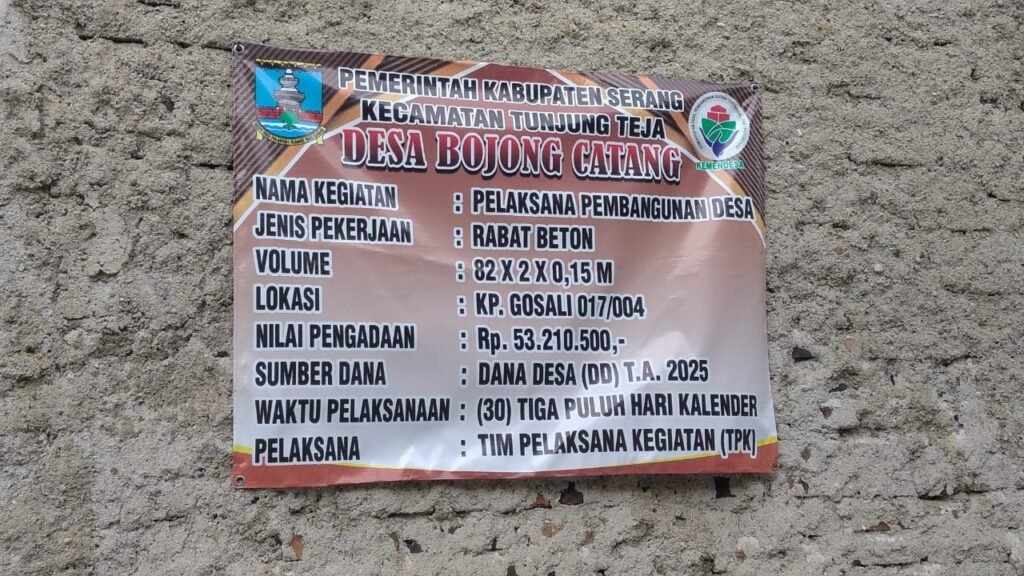 PEMERINTAH KABUPATEN SERANG
KECAMATAN TUNJUNG TEJA
DESA BOJONG CATANG
KEMENDESA
NAMA KEGIATAN : PELAKSANA PEMBANGUNAN DESA
JENIS PEKERJAAN : RABAT BETON
VOLUME : 82 X 2 X 0,15 M
LOKASI : KP. GOSALI 017/004
NILAI PENGADAAN : Rp. 53.210.500,-
SUMBER DANA : DANA DESA (DD) T.A. 2025
WAKTU PELAKSANAAN : (30) TIGA PULUH HARI KALENDER
PELAKSANA : TIM PELAKSANA KEGIATAN (TPK)